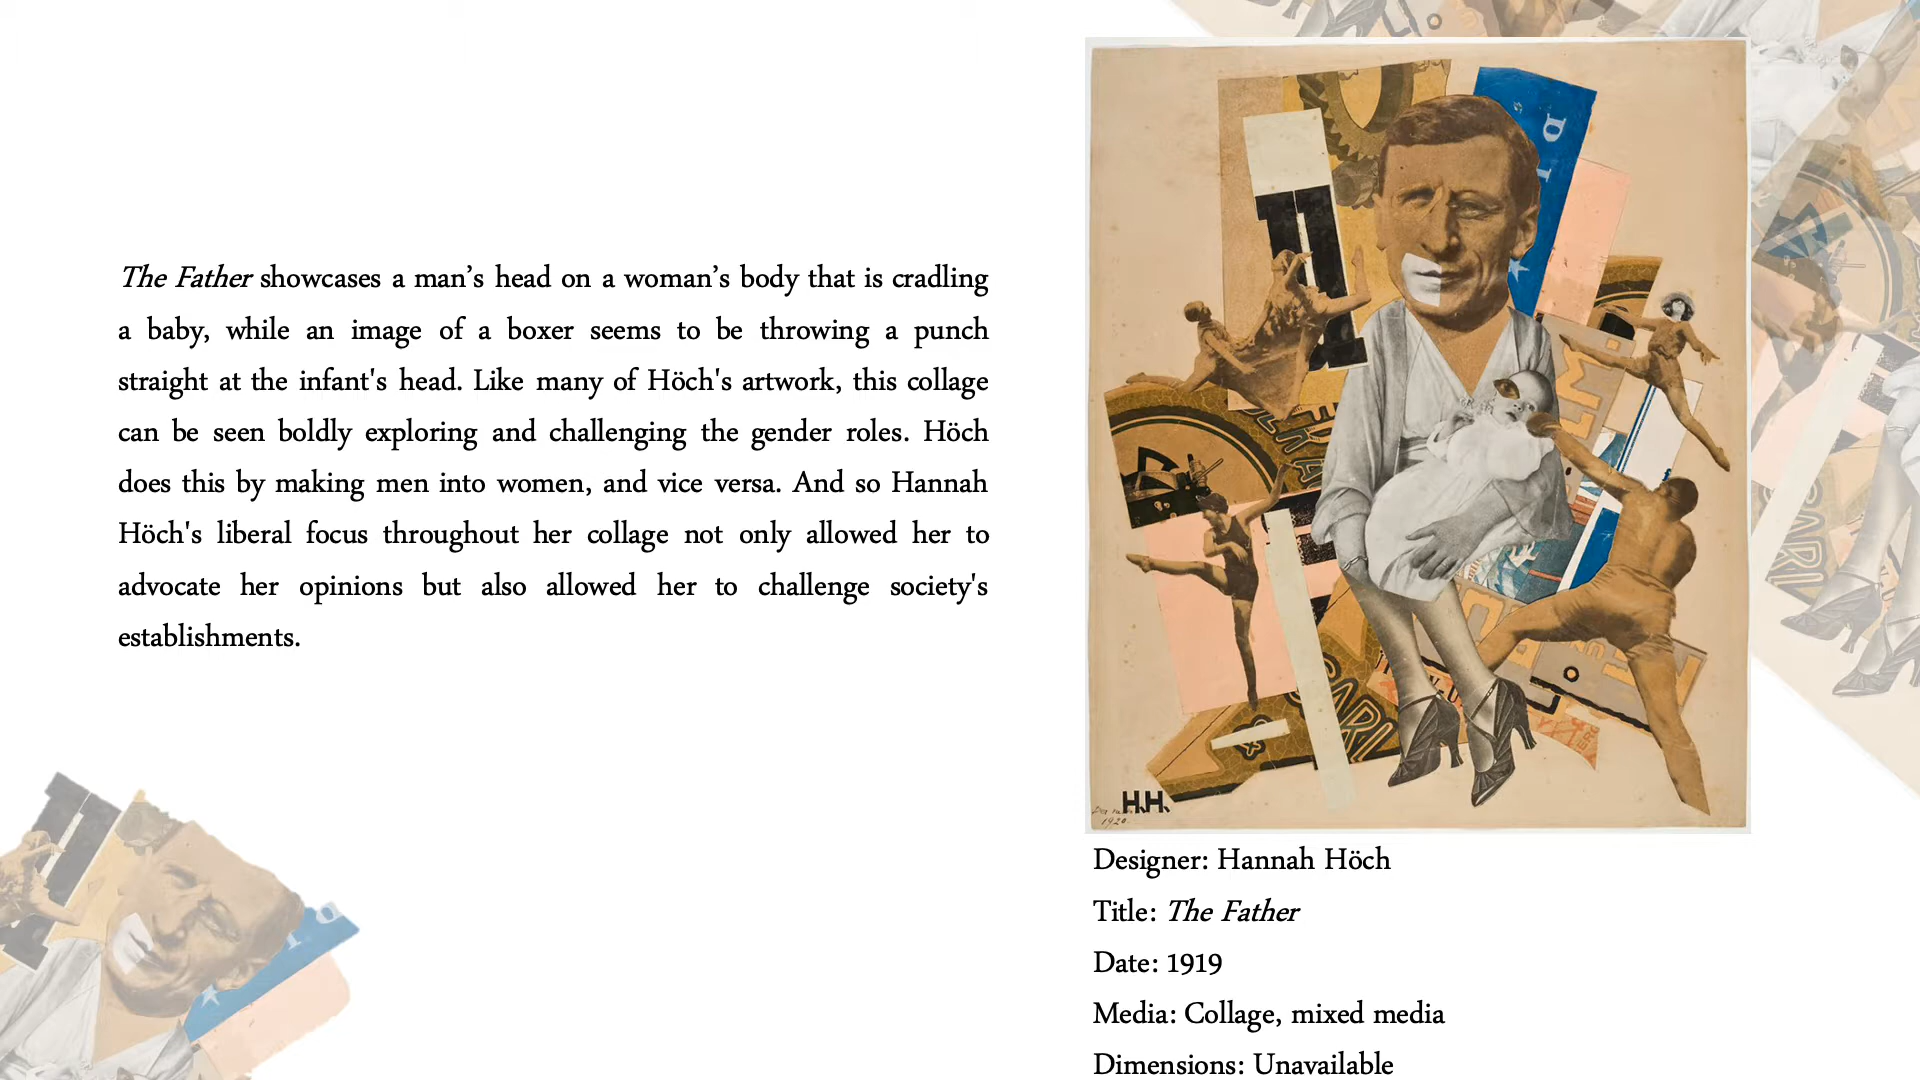 The Father showcases a man’s head on a woman’s body that is cradling
a baby, while an image of a boxer seems to be throwing a punch
straight at the infant's head. Like many of Höch's artwork, this collage
can be seen boldly exploring and challenging the gender roles. Höch
does this by making men into women, and vice versa. And so Hannah
Höch's liberal focus throughout her collage not only allowed her to
advocate her opinions but also allowed her to challenge society's
establishments.
H.H.
1920
Designer: Hannah Höch
Title: The Father
Date: 1919
Media: Collage, mixed media
Dimensions: Unavailable